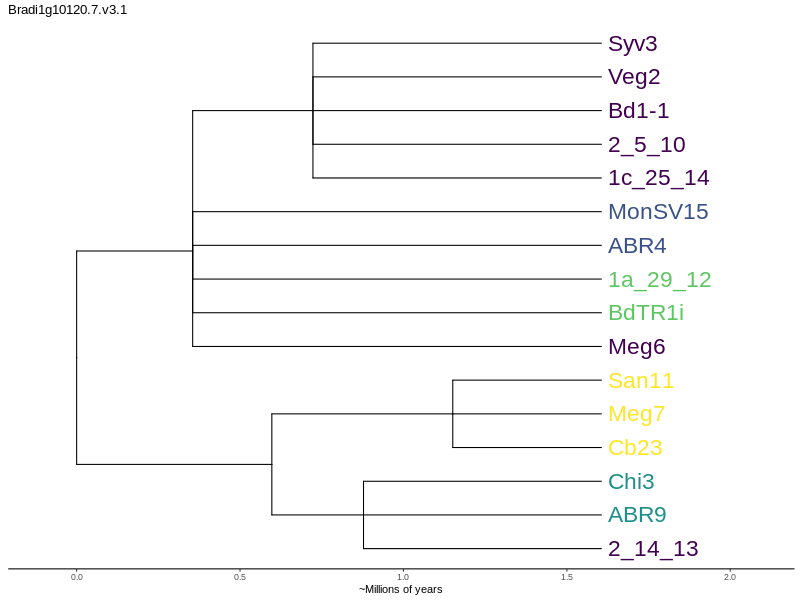 Bradi1g10120.7.v3.1
Syv3
Veg2
Bd1-1
2_5_10
1c_25_14
MonSV15
ABR4
1a_29_12
BdTR1i
Meg6
San11
Meg7
Cb23
Chi3
ABR9
2_14_13
0.0 0.5 1.0 1.5 2.0
~Millions of years